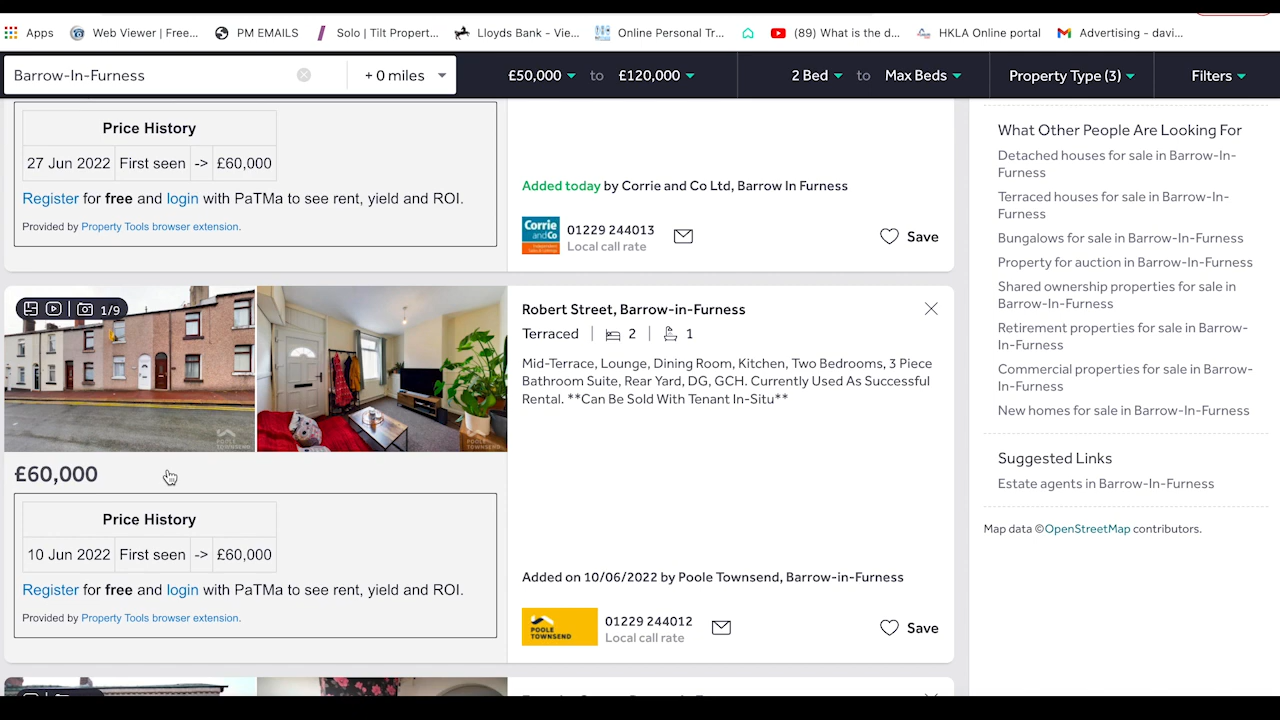 Apps
Web Viewer | Free...
PM EMAILS
Solo | Tilt Propert...
Lloyds Bank - Vie...
Online Personal Tr...
(89) What is the d...
HKLA Online portal
Advertising - davi...
Barrow-In-Furness
+ 0 miles
£50,000 to £120,000
2 Bed to Max Beds
Property Type (3)
Filters
Price History
27 Jun 2022 First seen -> £60,000
Register for free and login with PaTMa to see rent, yield and ROI.
Provided by Property Tools browser extension.
Added today by Corrie and Co Ltd, Barrow In Furness
Corrie
and Co
01229 244013
Local call rate
Save
1/9
POOLE
TOWNSEND
POOLE
TOWNSEND
£60,000
Price History
10 Jun 2022 First seen -> £60,000
Register for free and login with PaTMa to see rent, yield and ROI.
Provided by Property Tools browser extension.
Robert Street, Barrow-in-Furness
Terraced | 2 | 1
Mid-Terrace, Lounge, Dining Room, Kitchen, Two Bedrooms, 3 Piece
Bathroom Suite, Rear Yard, DG, GCH. Currently Used As Successful
Rental. **Can Be Sold With Tenant In-Situ**
Added on 10/06/2022 by Poole Townsend, Barrow-in-Furness
POOLE
TOWNSEND
01229 244012
Local call rate
Save
What Other People Are Looking For
Detached houses for sale in Barrow-In-
Furness
Terraced houses for sale in Barrow-In-
Furness
Bungalows for sale in Barrow-In-Furness
Property for auction in Barrow-In-Furness
Shared ownership properties for sale in
Barrow-In-Furness
Retirement properties for sale in Barrow-
In-Furness
Commercial properties for sale in Barrow-
In-Furness
New homes for sale in Barrow-In-Furness
Suggested Links
Estate agents in Barrow-In-Furness
Map data ©OpenStreetMap contributors.